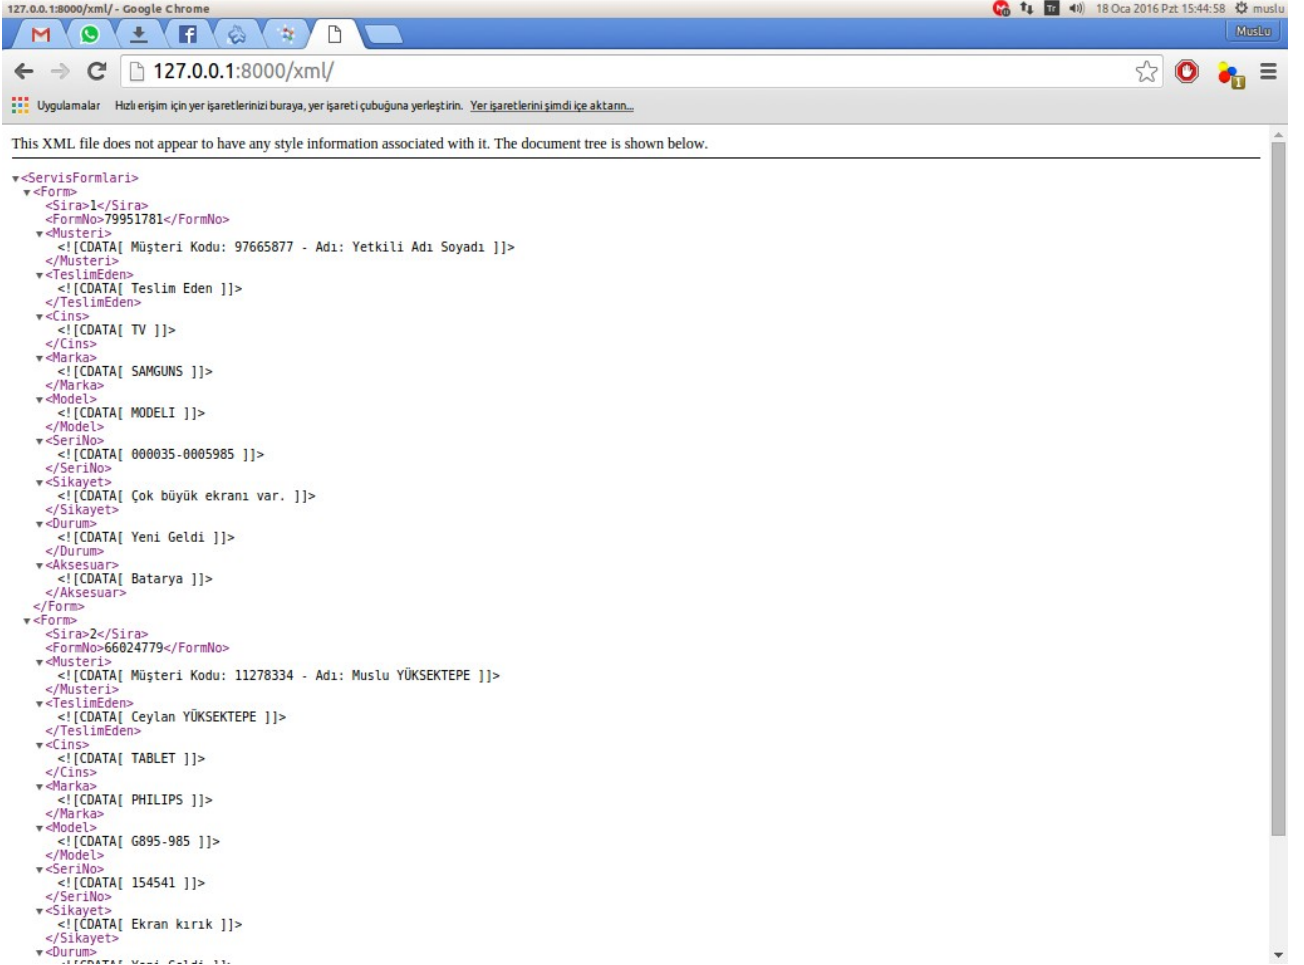 127.0.0.1:8000/xml/ - Google Chrome
Tr
18 Oca 2016 Pzt 15:44:58
muslu
MusLu
127.0.0.1:8000/xml/
1
Uygulamalar
Hızlı erişim için yer işaretlerinizi buraya, yer işareti çubuğuna yerleştirin. Yer işaretlerini şimdi içe aktarın...
This XML file does not appear to have any style information associated with it. The document tree is shown below.
▼<ServisFormlari>
▼<Form>
<Sira>1</Sira>
<FormNo>79951781</FormNo>
▼<Musteri>
<![CDATA[ Müşteri Kodu: 97665877 - Adı: Yetkili Adı Soyadı ]]>
</Musteri>
▼<TeslimEden>
<![CDATA[ Teslim Eden ]]>
</TeslimEden>
▼<Cins>
<![CDATA[ TV ]]>
</Cins>
▼<Marka>
<![CDATA[ SAMGUNS ]]>
</Marka>
▼<Model>
<![CDATA[ MODELI ]]>
</Model>
▼<SeriNo>
<![CDATA[ 000035-0005985 ]]>
</SeriNo>
▼<Sikayet>
<![CDATA[ Çok büyük ekranı var. ]]>
</Sikayet>
▼<Durum>
<![CDATA[ Yeni Geldi ]]>
</Durum>
▼<Aksesuar>
<![CDATA[ Batarya ]]>
</Aksesuar>
</Form>
▼<Form>
<Sira>2</Sira>
<FormNo>66024779</FormNo>
▼<Musteri>
<![CDATA[ Müşteri Kodu: 11278334 - Adı: Muslu YÜKSEKTEPE ]]>
</Musteri>
▼<TeslimEden>
<![CDATA[ Ceylan YÜKSEKTEPE ]]>
</TeslimEden>
▼<Cins>
<![CDATA[ TABLET ]]>
</Cins>
▼<Marka>
<![CDATA[ PHILIPS ]]>
</Marka>
▼<Model>
<![CDATA[ G895-985 ]]>
</Model>
▼<SeriNo>
<![CDATA[ 154541 ]]>
</SeriNo>
▼<Sikayet>
<![CDATA[ Ekran kırık ]]>
</Sikayet>
▼<Durum>
<![CDATA[ Yeni Geldi ]]>